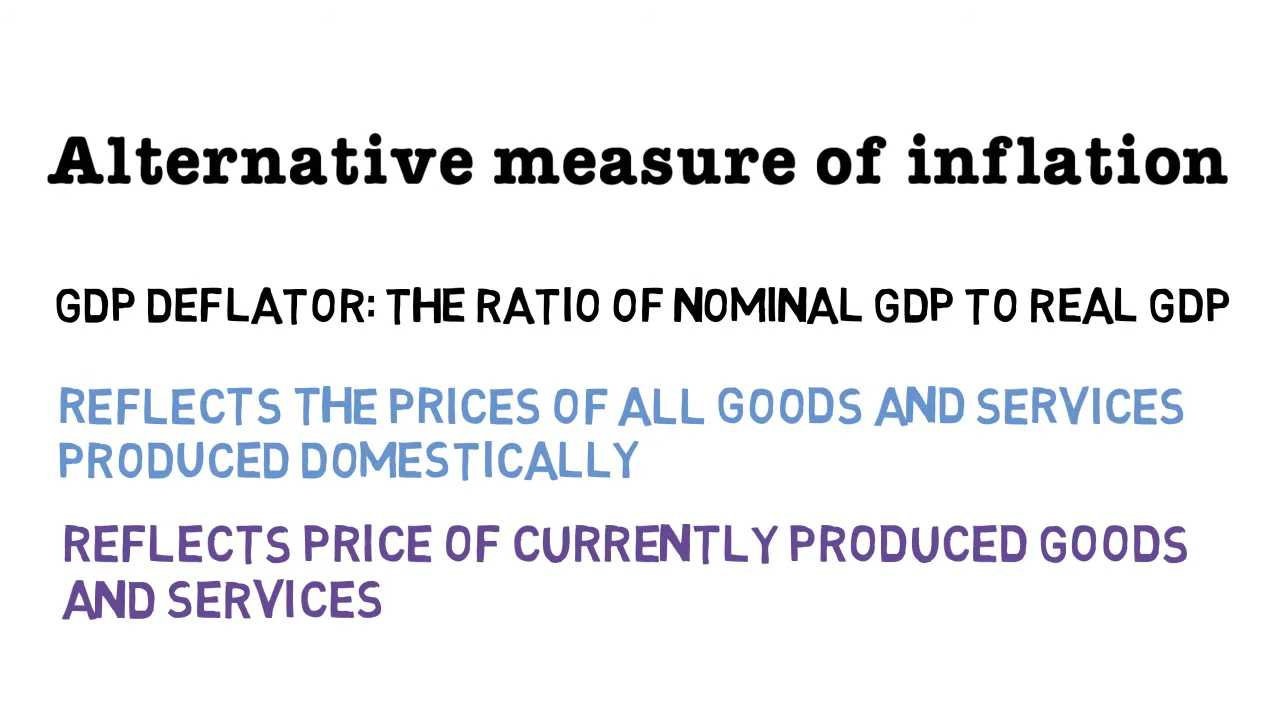 Alternative measure of inflation
GDP DEFLATOR: THE RATIO OF NOMINAL GDP TO REAL GDP
REFLECTS THE PRICES OF ALL GOODS AND SERVICES
PRODUCED DOMESTICALLY
REFLECTS PRICE OF CURRENTLY PRODUCED GOODS
AND SERVICES